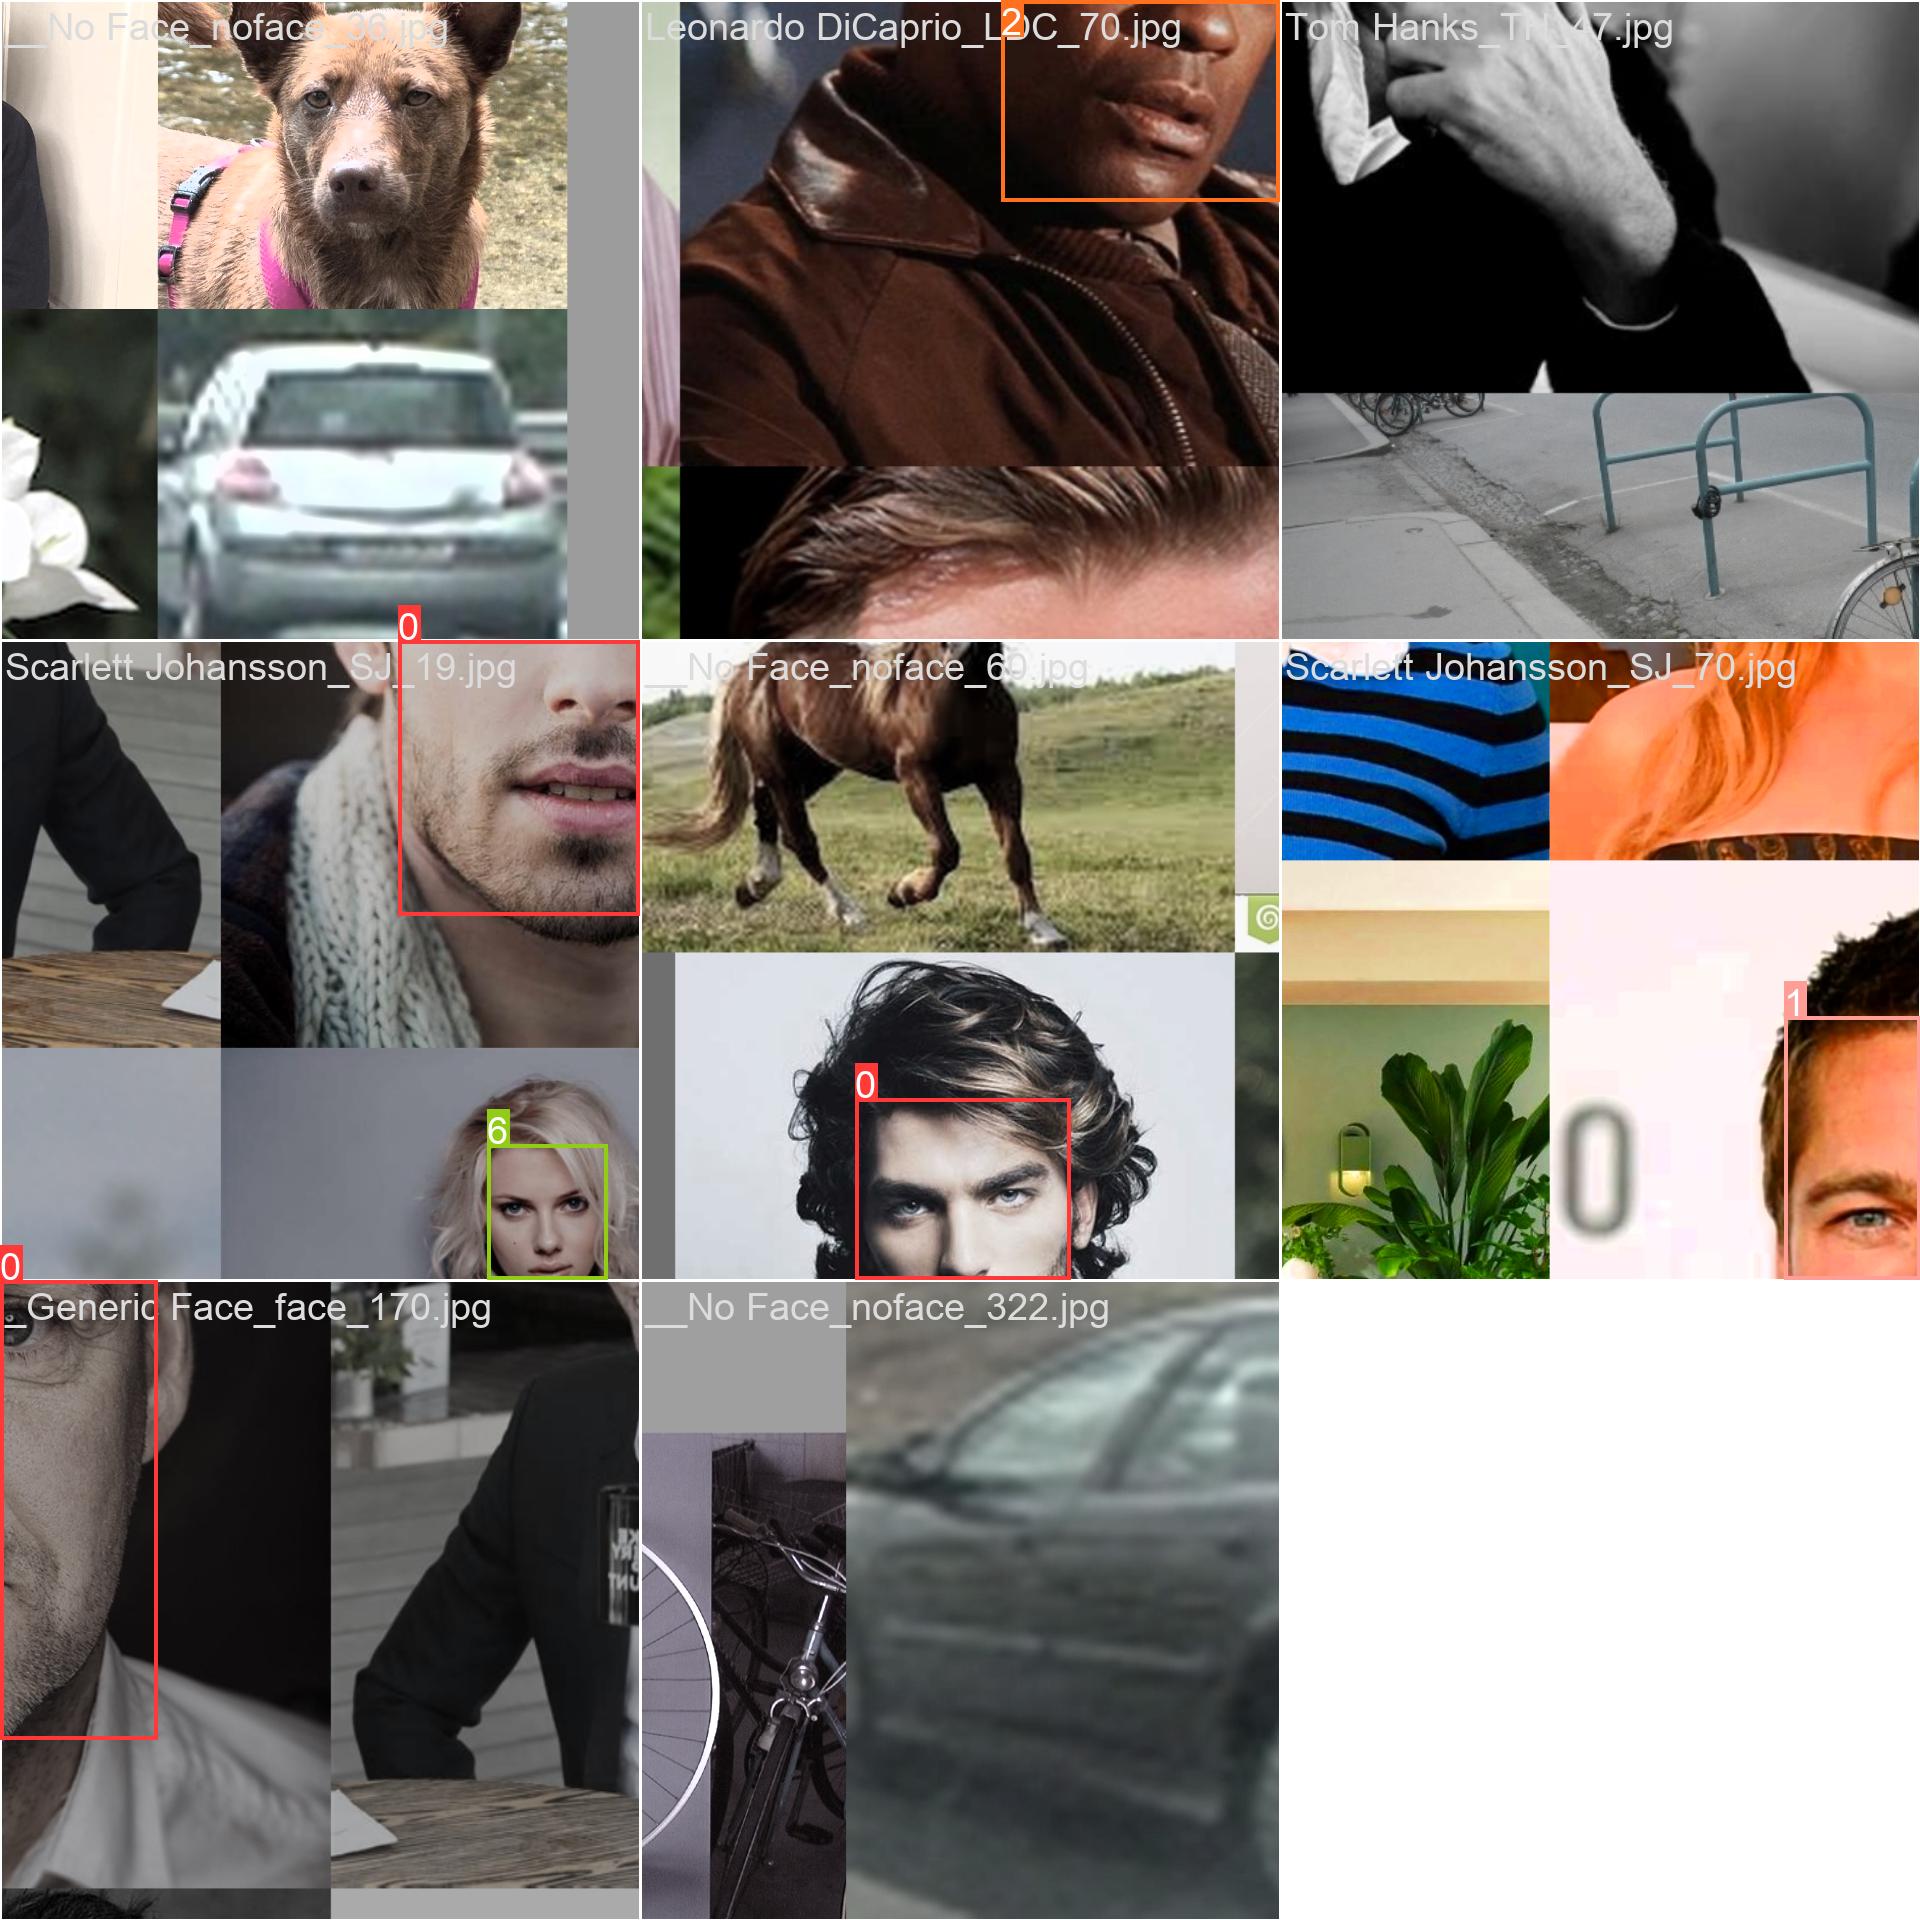 __No Face_noface_36.jpg
Leonardo DiCaprio_LDC_70.jpg
2
Tom Hanks_TH_47.jpg
0
Scarlett Johansson_SJ_19.jpg
__No Face_noface_60.jpg
Scarlett Johansson_SJ_70.jpg
1
0
0
6
0
_Generic Face_face_170.jpg
__No Face_noface_322.jpg